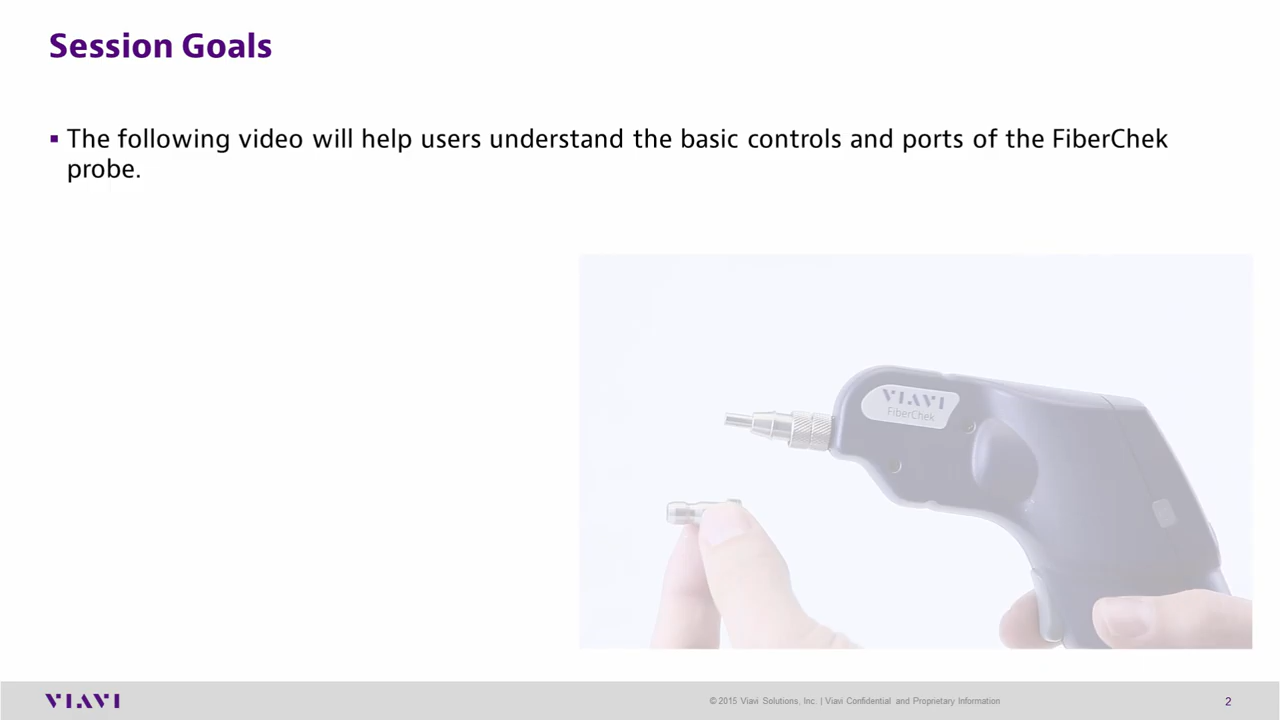 Session Goals
▪ The following video will help users understand the basic controls and ports of the FiberChek
probe.
VIAVI
FiberChek
VIAVI
© 2015 Viavi Solutions, Inc. | Viavi Confidential and Proprietary Information
2